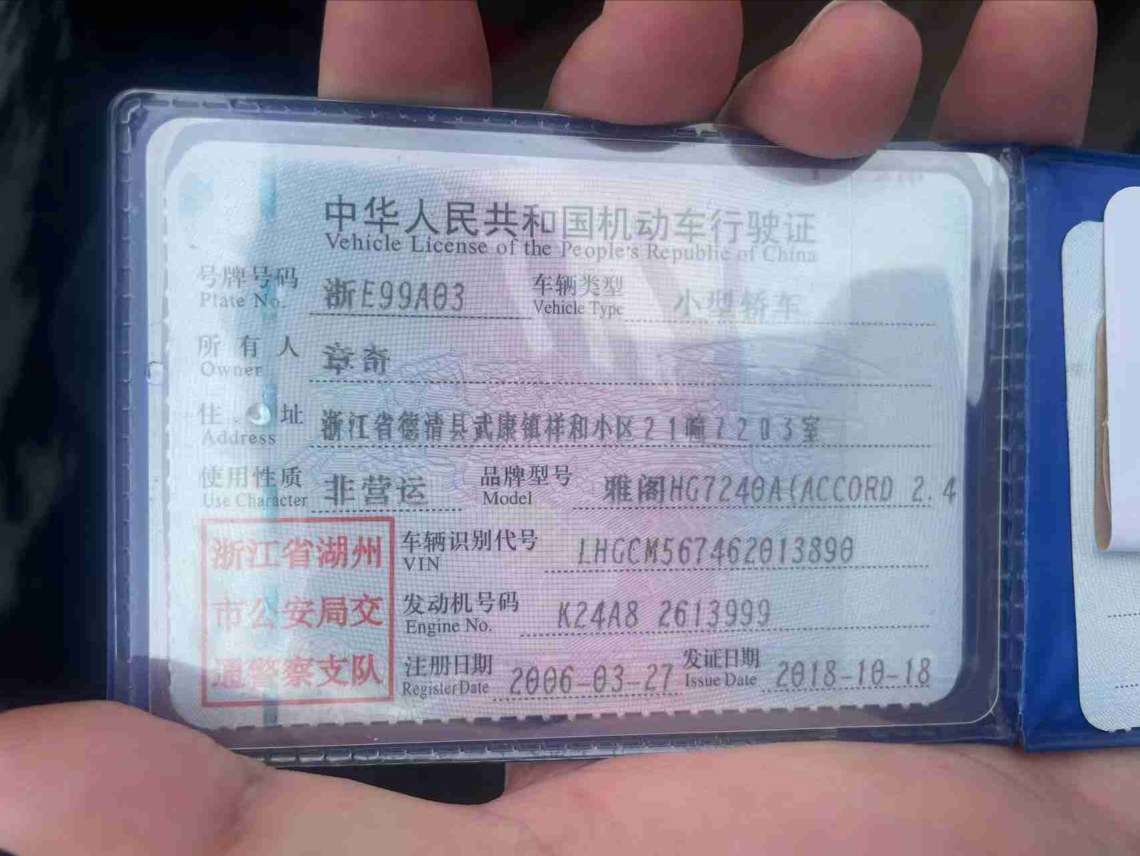 中华人民共和国机动车行驶证
Vehicle License of the People's Republic of China
号牌号码 浙E99A03 车辆类型 小型轿车
Plate No. Vehicle Type
所有人 章奇
Owner
住址 浙江省德清县武康镇祥和小区21幢203室
Address
使用性质 非营运 品牌型号 雅阁HG7240A(ACCORD 2.4
Use Character Model
浙江省湖州
市公安局交
通警察支队
车辆识别代号 LHGCM567462013890
VIN
发动机号码 K24A8 2613999
Engine No.
注册日期 2006-03-27 发证日期 2018-10-18
Register Date Issue Date